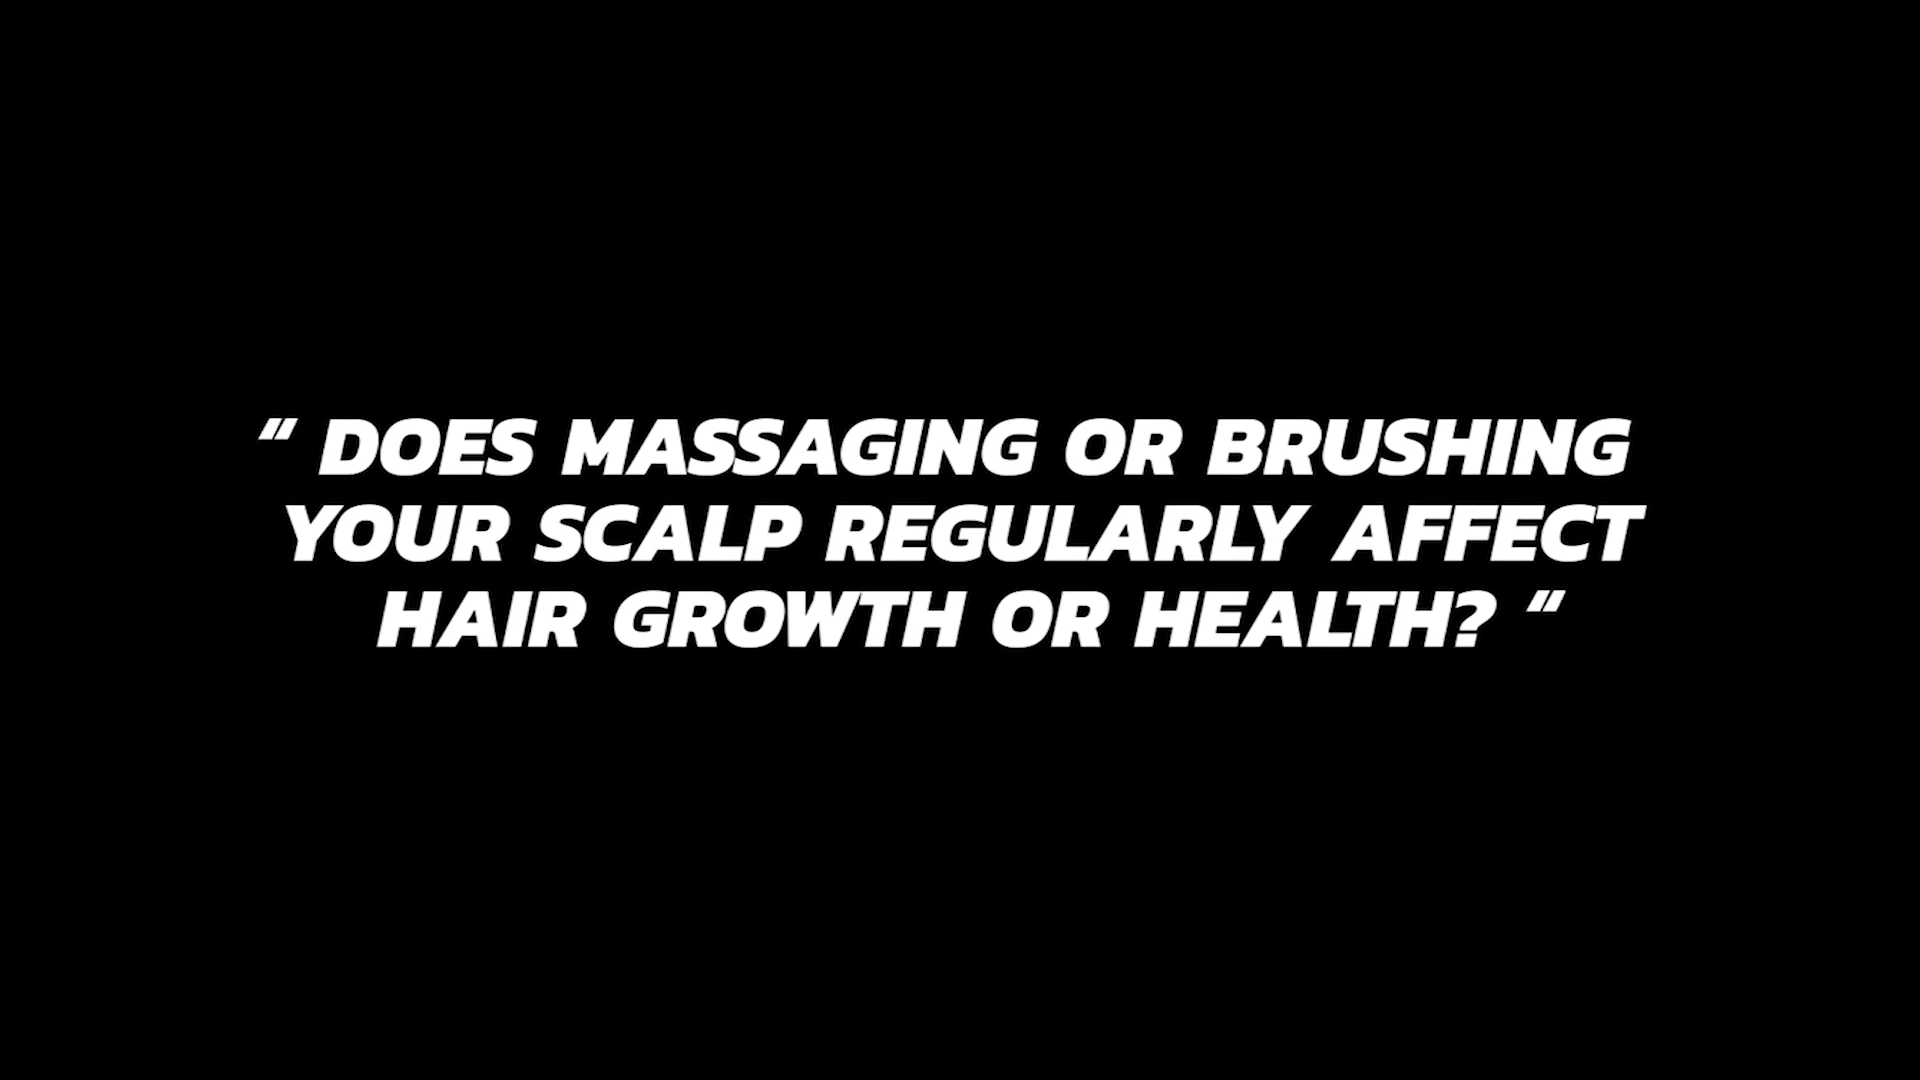 “ DOES MASSAGING OR BRUSHING
YOUR SCALP REGULARLY AFFECT
HAIR GROWTH OR HEALTH? “